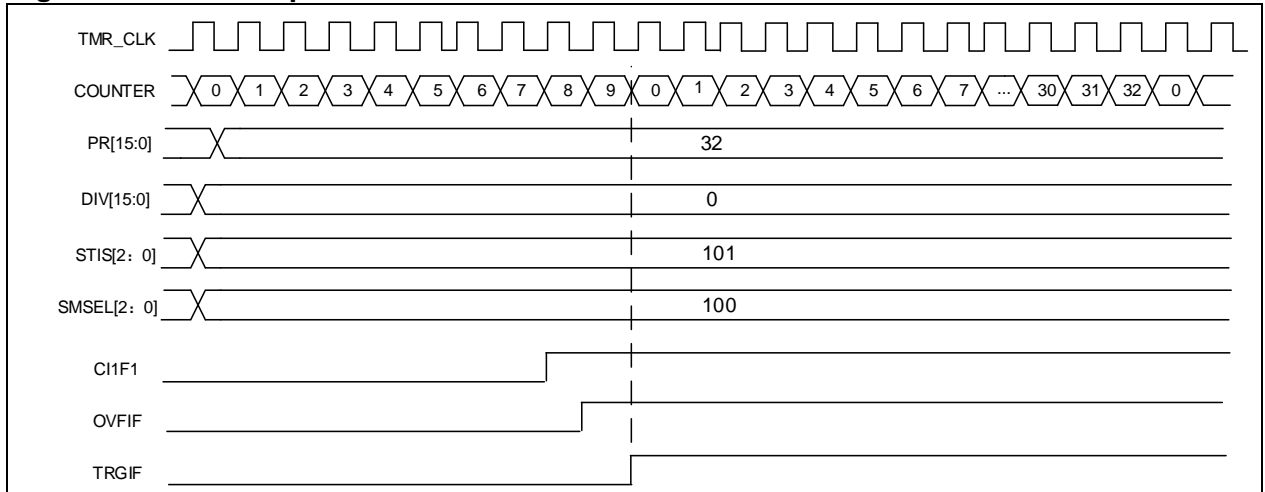 TMR_CLK
COUNTER 0 1 2 3 4 5 6 7 8 9 0 1 2 3 4 5 6 7 ... 30 31 32 0
PR[15:0] 32
DIV[15:0] 0
STIS[2：0] 101
SMSEL[2：0] 100
CI1F1
OVFIF
TRGIF